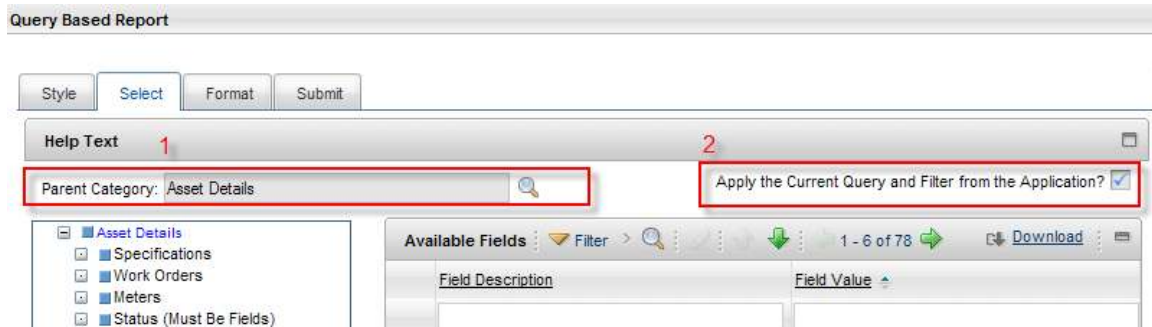 Query Based Report
Style Select Format Submit
Help Text 1 2
Parent Category: Asset Details Apply the Current Query and Filter from the Application?
Asset Details
Available Fields Filter > 1 - 6 of 78 Download
Specifications
Work Orders
Field Description Field Value
Meters
Status (Must Be Fields)